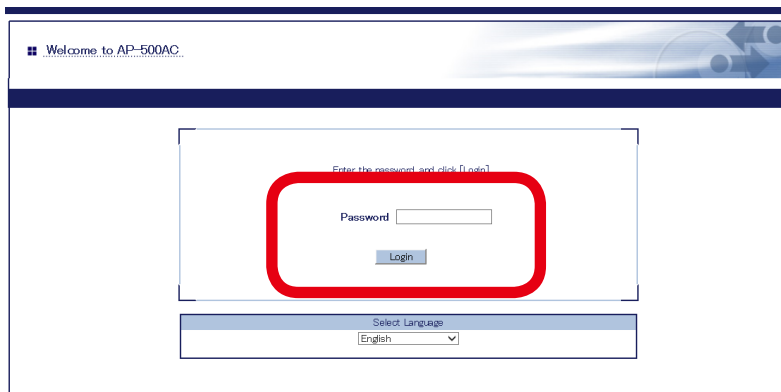 Welcome to AP-500AC
Enter the password and click [Login]
Password
Login
Select Language
English